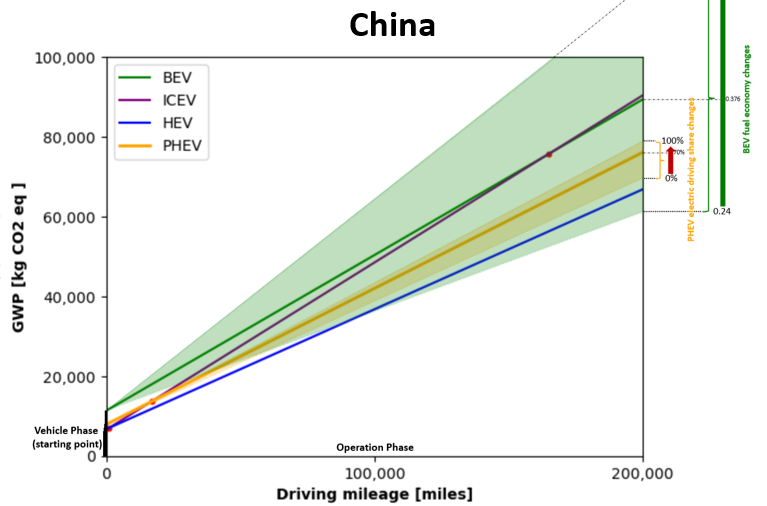 China
100,000
80,000
60,000
40,000
20,000
0
GWP [kg CO2 eq ]
BEV
ICEV
HEV
PHEV
Vehicle Phase
(starting point)
Operation Phase
0
100,000
200,000
Driving mileage [miles]
100%
70%
0%
PHEV electric driving share changes
0.376
0.24
BEV fuel economy changes